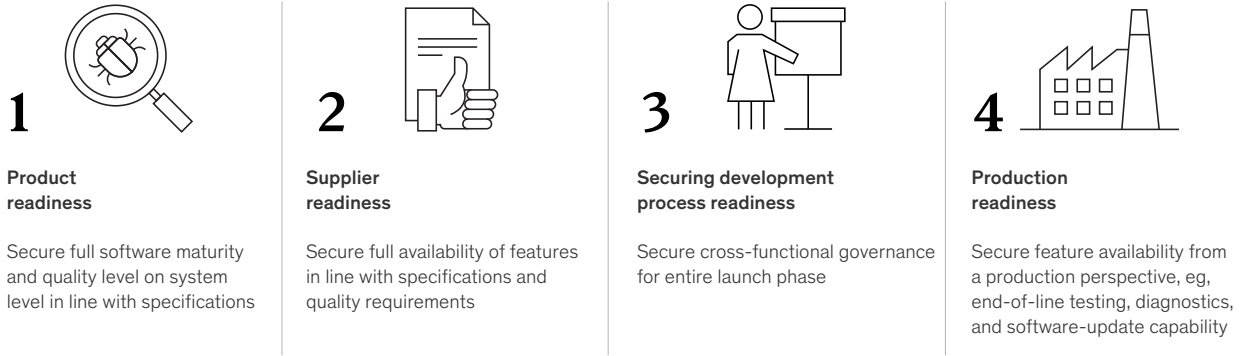 1
Product
readiness
Secure full software maturity
and quality level on system
level in line with specifications
2
Supplier
readiness
Secure full availability of features
in line with specifications and
quality requirements
3
Securing development
process readiness
Secure cross-functional governance
for entire launch phase
4
Production
readiness
Secure feature availability from
a production perspective, eg,
end-of-line testing, diagnostics,
and software-update capability